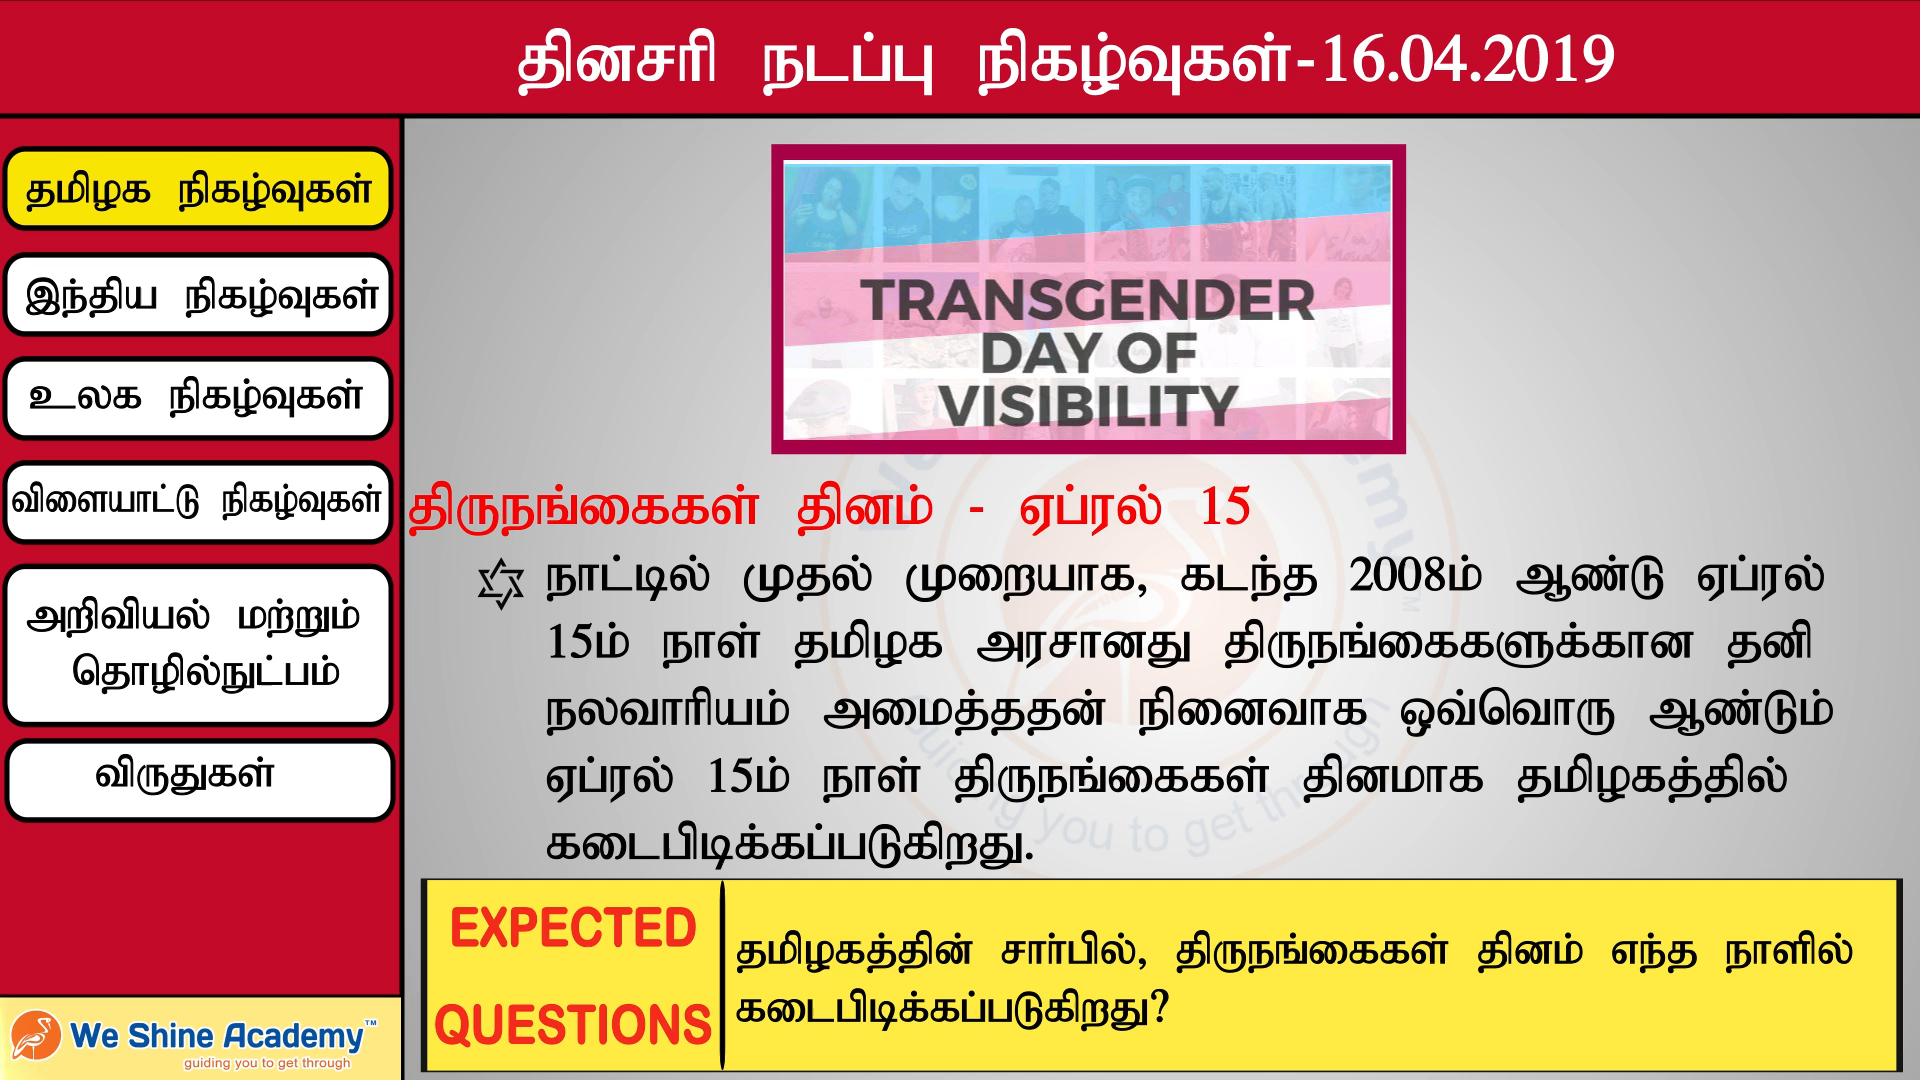 தினசரி நடப்பு நிகழ்வுகள்-16.04.2019
தமிழக நிகழ்வுகள்
இந்திய நிகழ்வுகள்
உலக நிகழ்வுகள்
விளையாட்டு நிகழ்வுகள்
அறிவியல் மற்றும்
தொழில்நுட்பம்
விருதுகள்
We Shine Academy™
guiding you to get through
TRANSGENDER
DAY OF
VISIBILITY
திருநங்கைகள் தினம் - ஏப்ரல் 15
நாட்டில் முதல் முறையாக, கடந்த 2008ம் ஆண்டு ஏப்ரல்
15ம் நாள் தமிழக அரசானது திருநங்கைகளுக்கான தனி
நலவாரியம் அமைத்ததன் நினைவாக ஒவ்வொரு ஆண்டும்
ஏப்ரல் 15ம் நாள் திருநங்கைகள் தினமாக தமிழகத்தில்
கடைபிடிக்கப்படுகிறது.
EXPECTED
QUESTIONS
தமிழகத்தின் சார்பில், திருநங்கைகள் தினம் எந்த நாளில்
கடைபிடிக்கப்படுகிறது?